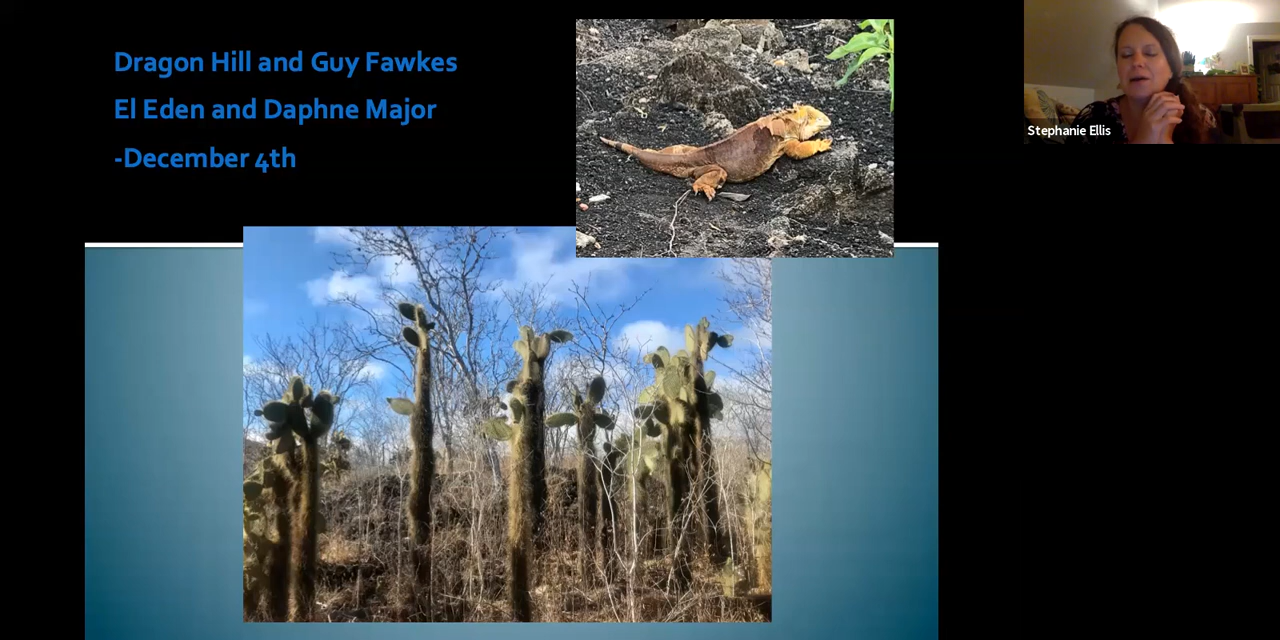 Dragon Hill and Guy Fawkes
El Eden and Daphne Major
-December 4th
Stephanie Ellis